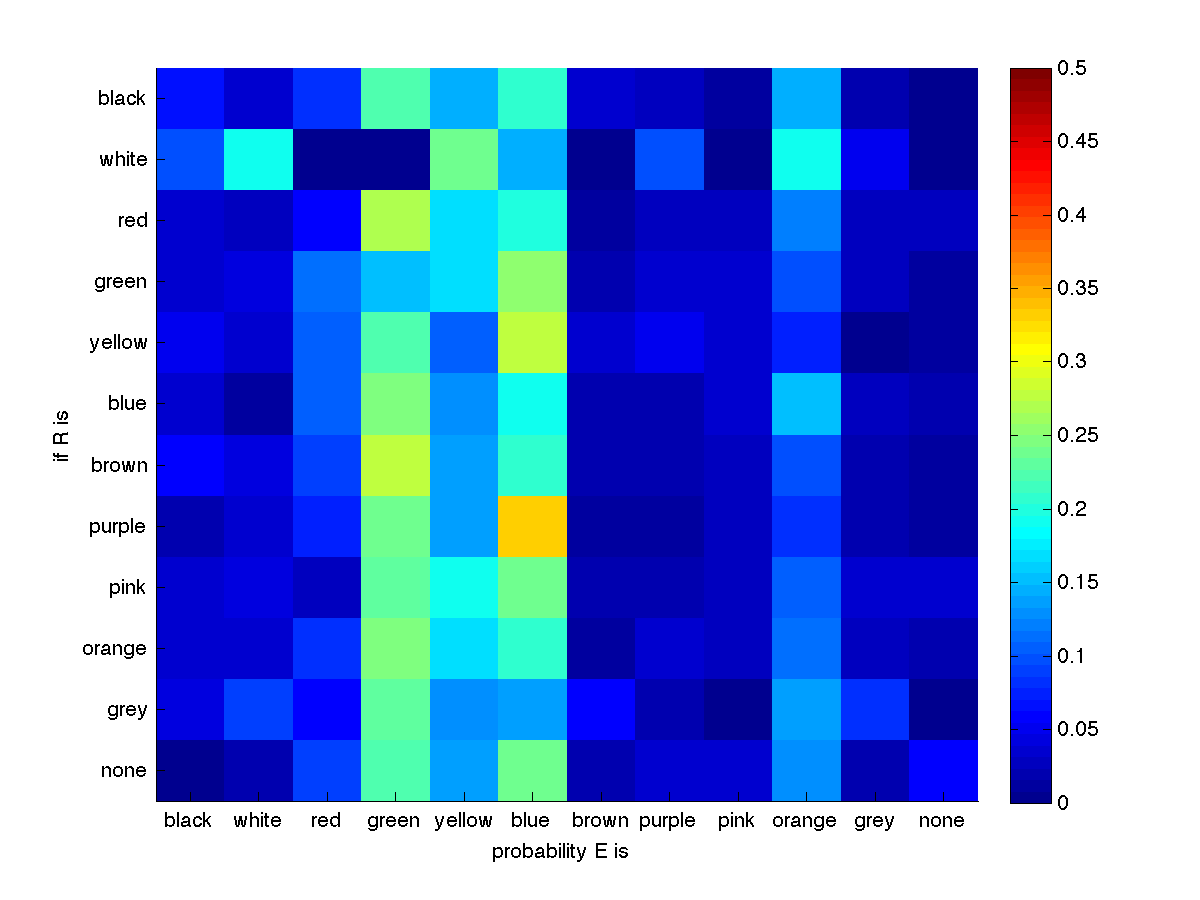 if R is
black
white
red
green
yellow
blue
brown
purple
pink
orange
grey
none
black white red green yellow blue brown purple pink orange grey none
probability E is
0.5
0.45
0.4
0.35
0.3
0.25
0.2
0.15
0.1
0.05
0